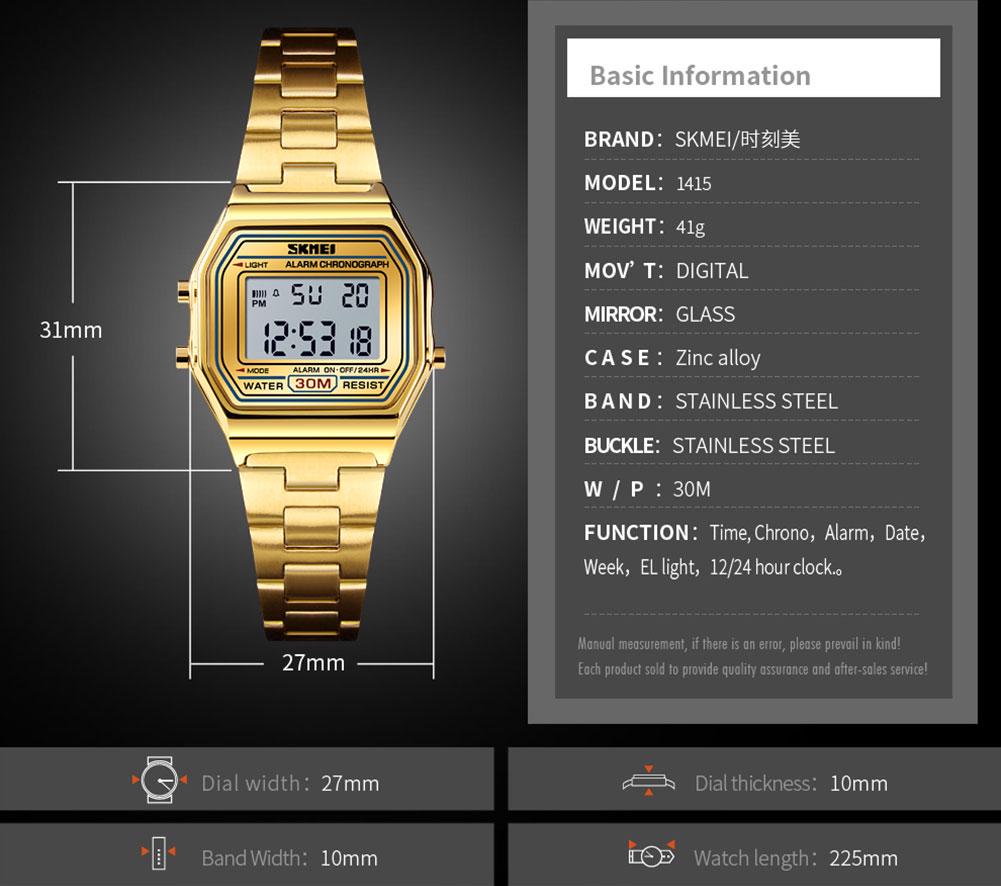 SKMEI
LIGHT ALARM CHRONOGRAPH
PM SU 20
12:53 18
MODE ALARM ON·OFF/24HR
WATER 30M RESIST
31mm
27mm
Basic Information
BRAND： SKMEI/时刻美
MODEL： 1415
WEIGHT： 41g
MOV’T： DIGITAL
MIRROR： GLASS
CASE： Zinc alloy
BAND： STAINLESS STEEL
BUCKLE： STAINLESS STEEL
W / P ： 30M
FUNCTION： Time, Chrono， Alarm， Date，
Week， EL light， 12/24 hour clock.。
Manual measurement, if there is an error, please prevail in kind!
Each product sold to provide quality assurance and after-sales service!
Dial width： 27mm
Dial thickness： 10mm
Band Width： 10mm
Watch length： 225mm